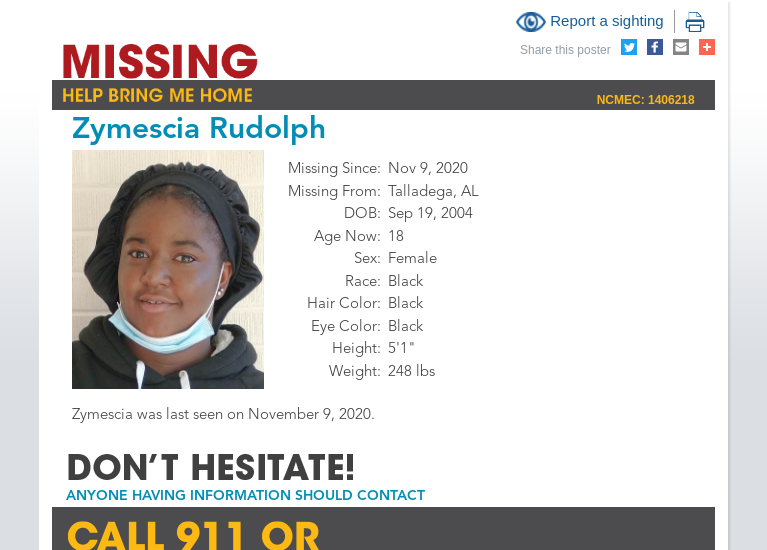 Report a sighting
Share this poster
MISSING
HELP BRING ME HOME
NCMEC: 1406218
Zymescia Rudolph
Missing Since: Nov 9, 2020
Missing From: Talladega, AL
DOB: Sep 19, 2004
Age Now: 18
Sex: Female
Race: Black
Hair Color: Black
Eye Color: Black
Height: 5'1"
Weight: 248 lbs
Zymescia was last seen on November 9, 2020.
DON'T HESITATE!
ANYONE HAVING INFORMATION SHOULD CONTACT
CALL 911 OR